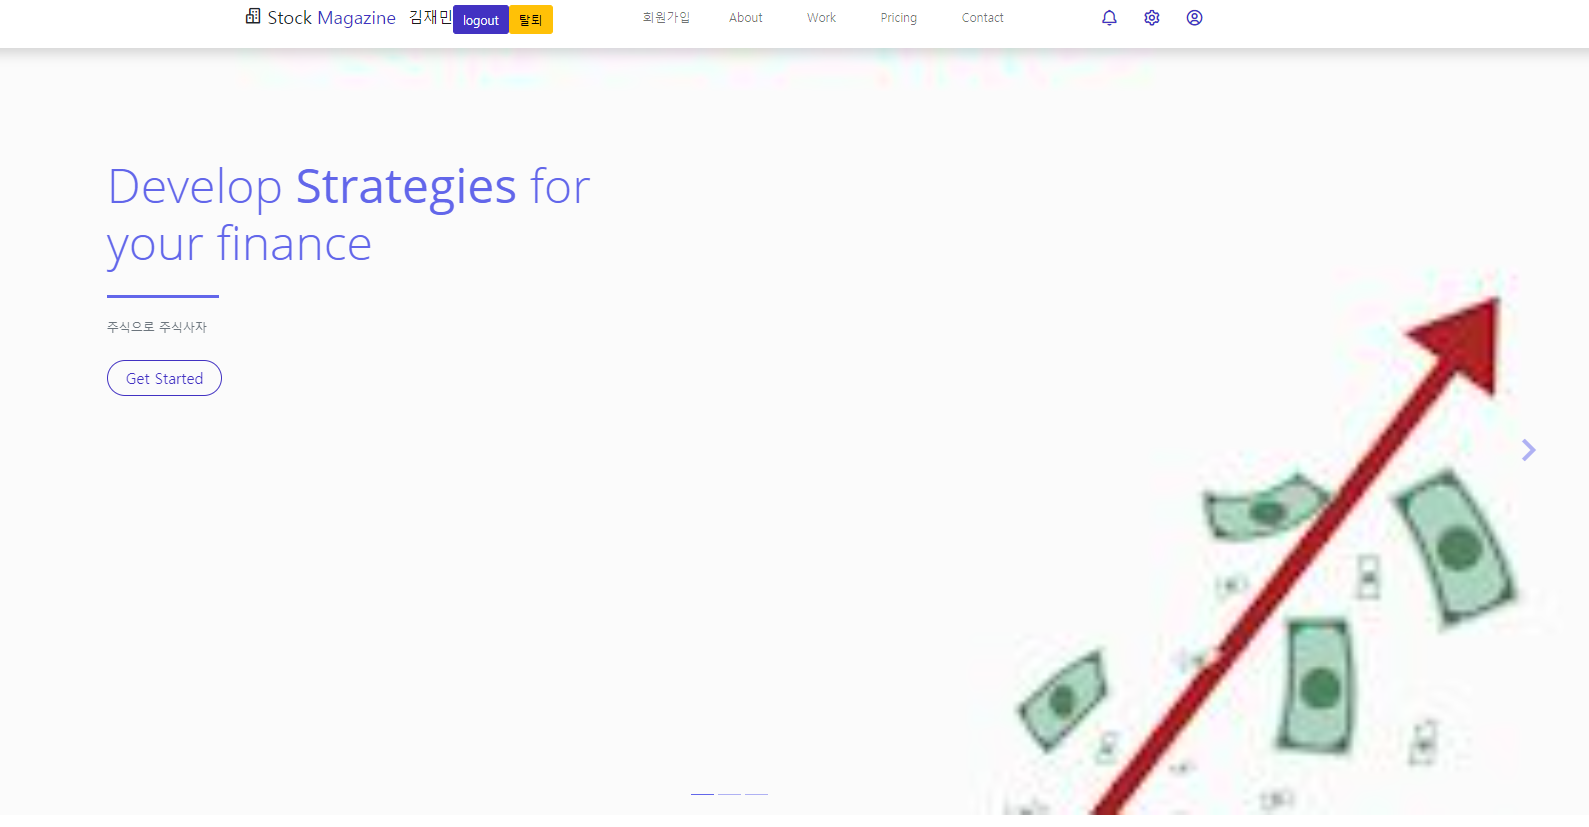 Stock Magazine 김재민 logout 탈퇴 회원가입 About Work Pricing Contact
Develop Strategies for
your finance
주식으로 주식사자
Get Started